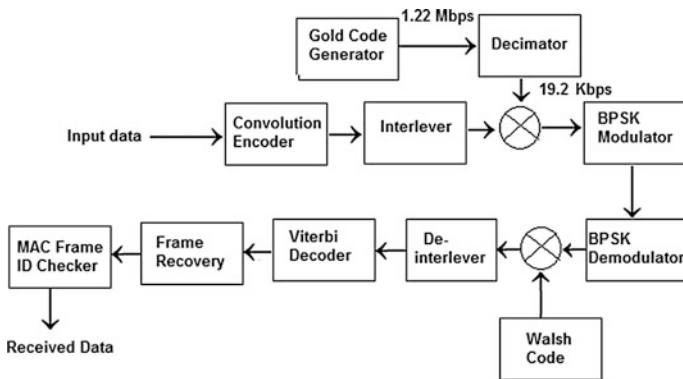 1.22 Mbps
Gold Code
Generator
Decimator
19.2 Kbps
Input data
Convolution
Encoder
Interlever
BPSK
Modulator
MAC Frame
ID Checker
Frame
Recovery
Viterbi
Decoder
De-
interlever
BPSK
Demodulator
Walsh
Code
Received Data